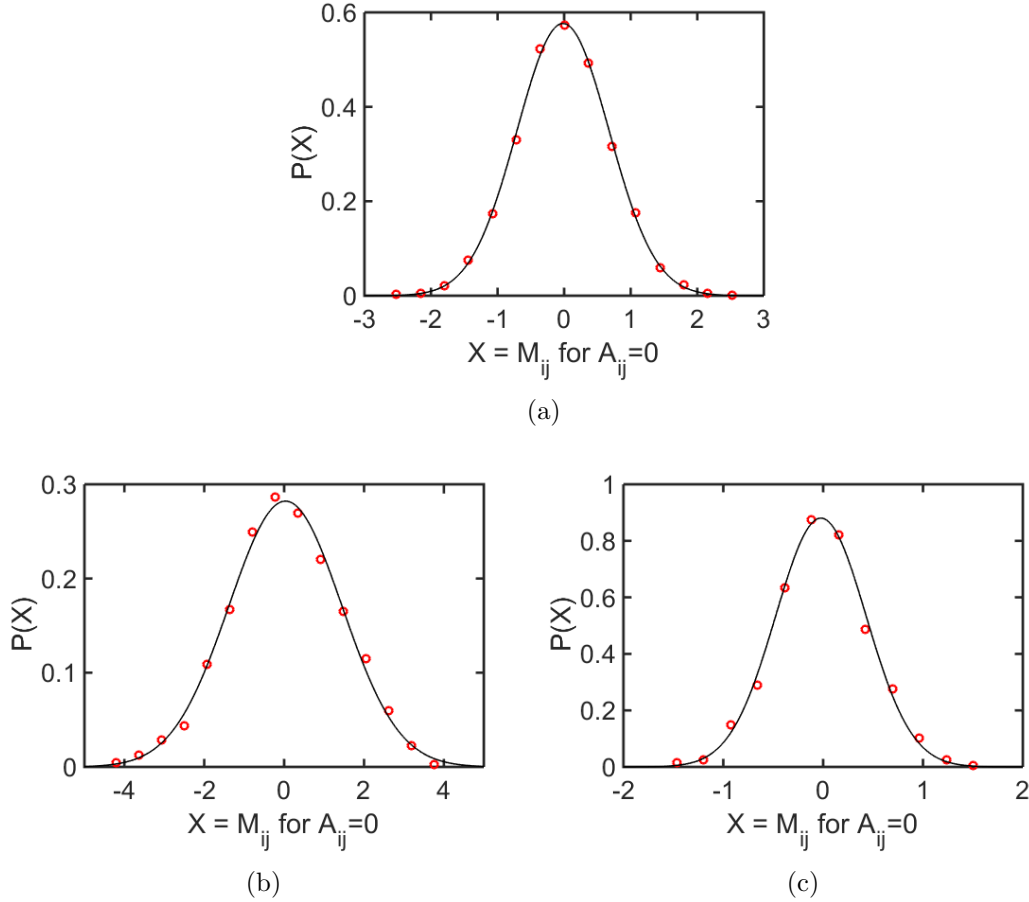 0.6
0.4
0.2
0
P(X)
-3 -2 -1 0 1 2 3
X = M_ij for A_ij=0
(a)
0.3
0.2
0.1
0
P(X)
-4 -2 0 2 4
X = M_ij for A_ij=0
(b)
1
0.8
0.6
0.4
0.2
0
P(X)
-2 -1 0 1 2
X = M_ij for A_ij=0
(c)